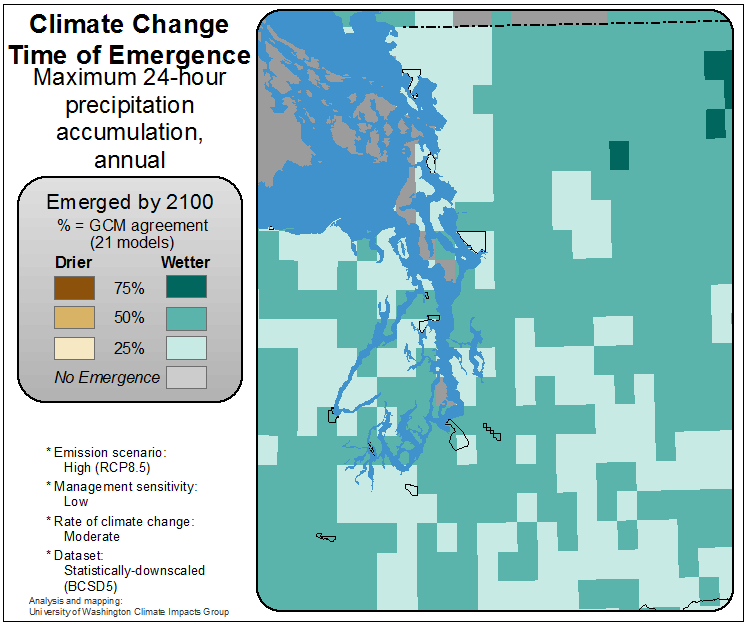 Climate Change
Time of Emergence
Maximum 24-hour
precipitation
accumulation,
annual
Emerged by 2100
% = GCM agreement
(21 models)
Drier Wetter
75%
50%
25%
No Emergence
* Emission scenario:
High (RCP8.5)
* Management sensitivity:
Low
* Rate of climate change:
Moderate
* Dataset:
Statistically-downscaled
(BCSD5)
Analysis and mapping:
University of Washington Climate Impacts Group